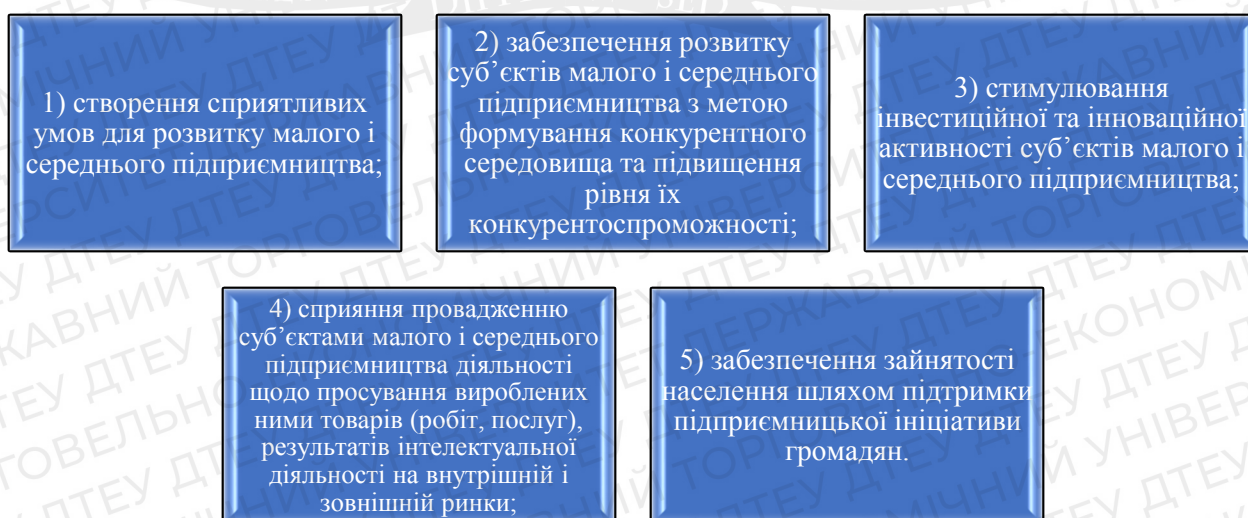 1) створення сприятливих
умов для розвитку малого і
середнього підприємництва;
2) забезпечення розвитку
суб’єктів малого і середнього
підприємництва з метою
формування конкурентного
середовища та підвищення
рівня їх
конкурентоспроможності;
3) стимулювання
інвестиційної та інноваційної
активності суб’єктів малого і
середнього підприємництва;
4) сприяння провадженню
суб’єктами малого і середнього
підприємництва діяльності
щодо просування вироблених
ними товарів (робіт, послуг),
результатів інтелектуальної
діяльності на внутрішній і
зовнішній ринки;
5) забезпечення зайнятості
населення шляхом підтримки
підприємницької ініціативи
громадян.